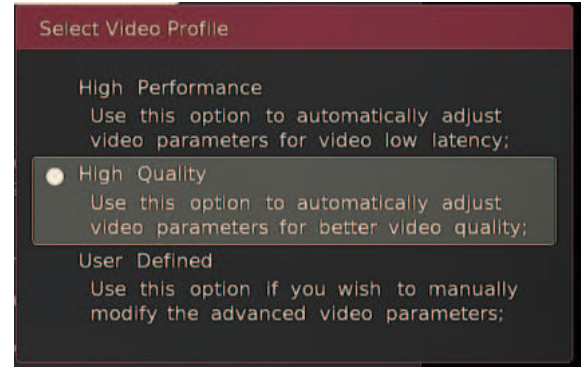 Select Video Profile
High Performance
Use this option to automatically adjust
video parameters for video low latency;
High Quality
Use this option to automatically adjust
video parameters for better video quality;
User Defined
Use this option if you wish to manually
modify the advanced video parameters;